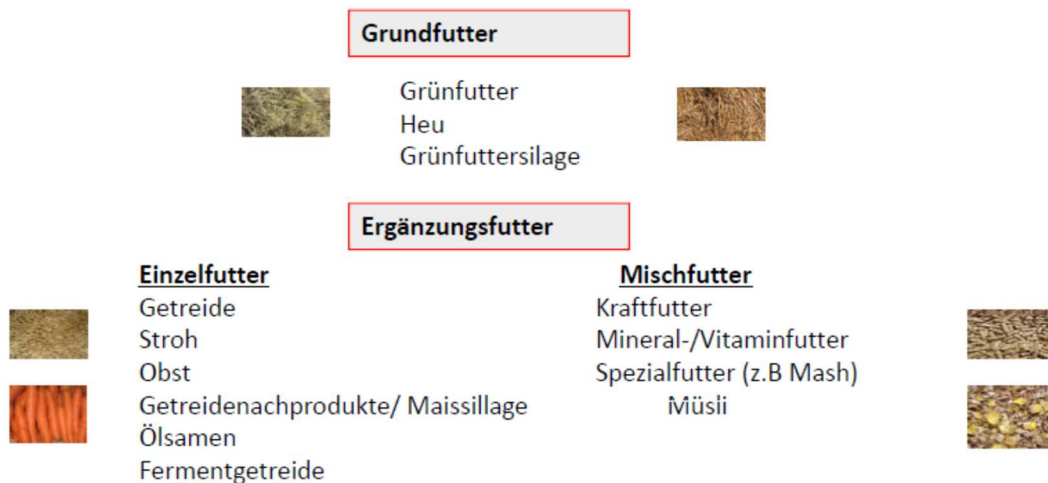 Grundfutter
Grünfutter
Heu
Grünfuttersilage
Ergänzungsfutter
Einzelfutter
Getreide
Stroh
Obst
Getreidenachprodukte/ Maissillage
Ölsamen
Fermentgetreide
Mischfutter
Kraftfutter
Mineral-/Vitaminfutter
Spezialfutter (z.B Mash)
Müsli